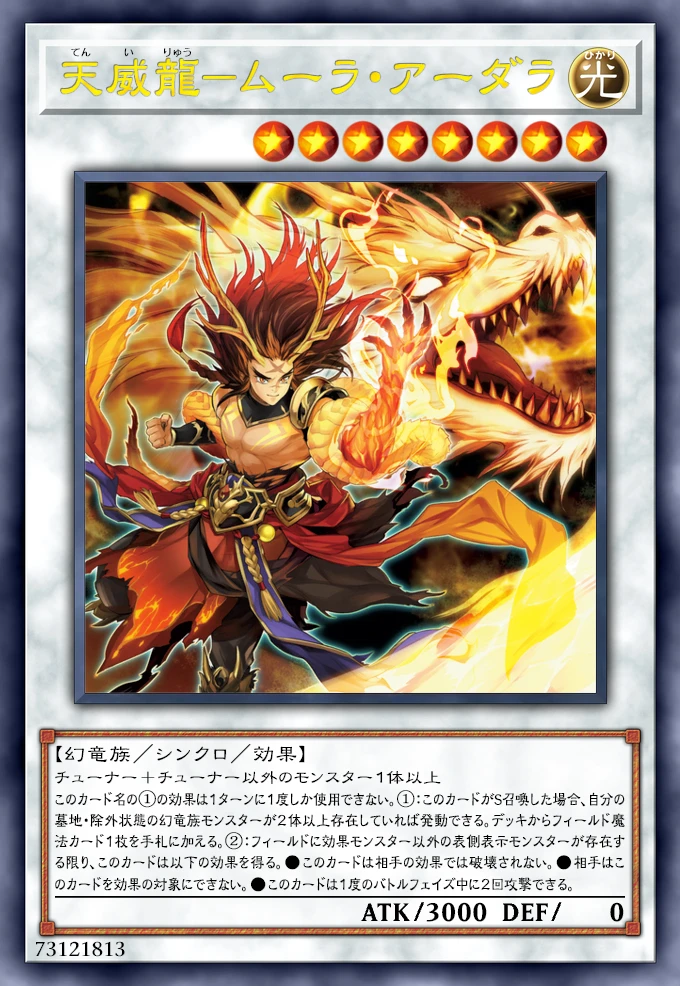 てん い りゅう
天威龍−ムーラ・アーダラ
ひかり
光
【幻竜族／シンクロ／効果】
チューナー＋チューナー以外のモンスター１体以上
このカード名の①の効果は１ターンに１度しか使用できない。①：このカードがS召喚した場合、自分の
墓地・除外状態の幻竜族モンスターが２体以上存在していれば発動できる。デッキからフィールド魔
法カード１枚を手札に加える。②：フィールドに効果モンスター以外の表側表示モンスターが存在す
る限り、このカードは以下の効果を得る。●このカードは相手の効果では破壊されない。●相手はこ
のカードを効果の対象にできない。●このカードは１度のバトルフェイズ中に２回攻撃できる。
ATK/3000 DEF/ 0
73121813